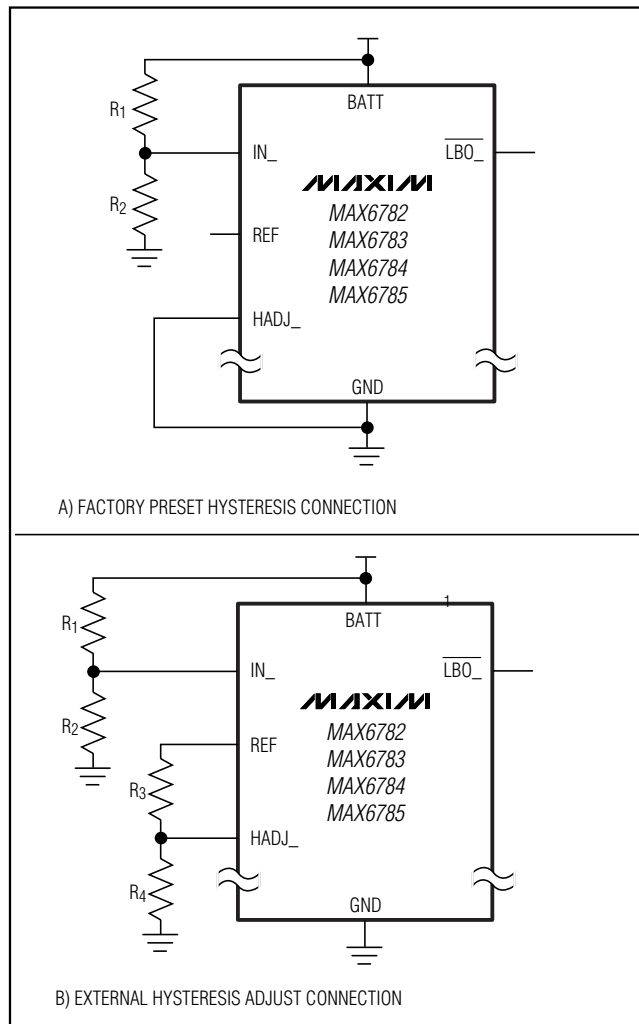 BATT
R1
IN_
LBO_
MAXIM
R2
MAX6782
REF
MAX6783
MAX6784
MAX6785
HADJ_
GND
A) FACTORY PRESET HYSTERESIS CONNECTION
1
BATT
R1
IN_
LBO_
MAXIM
R2
MAX6782
REF
MAX6783
MAX6784
R3
MAX6785
HADJ_
R4
GND
B) EXTERNAL HYSTERESIS ADJUST CONNECTION